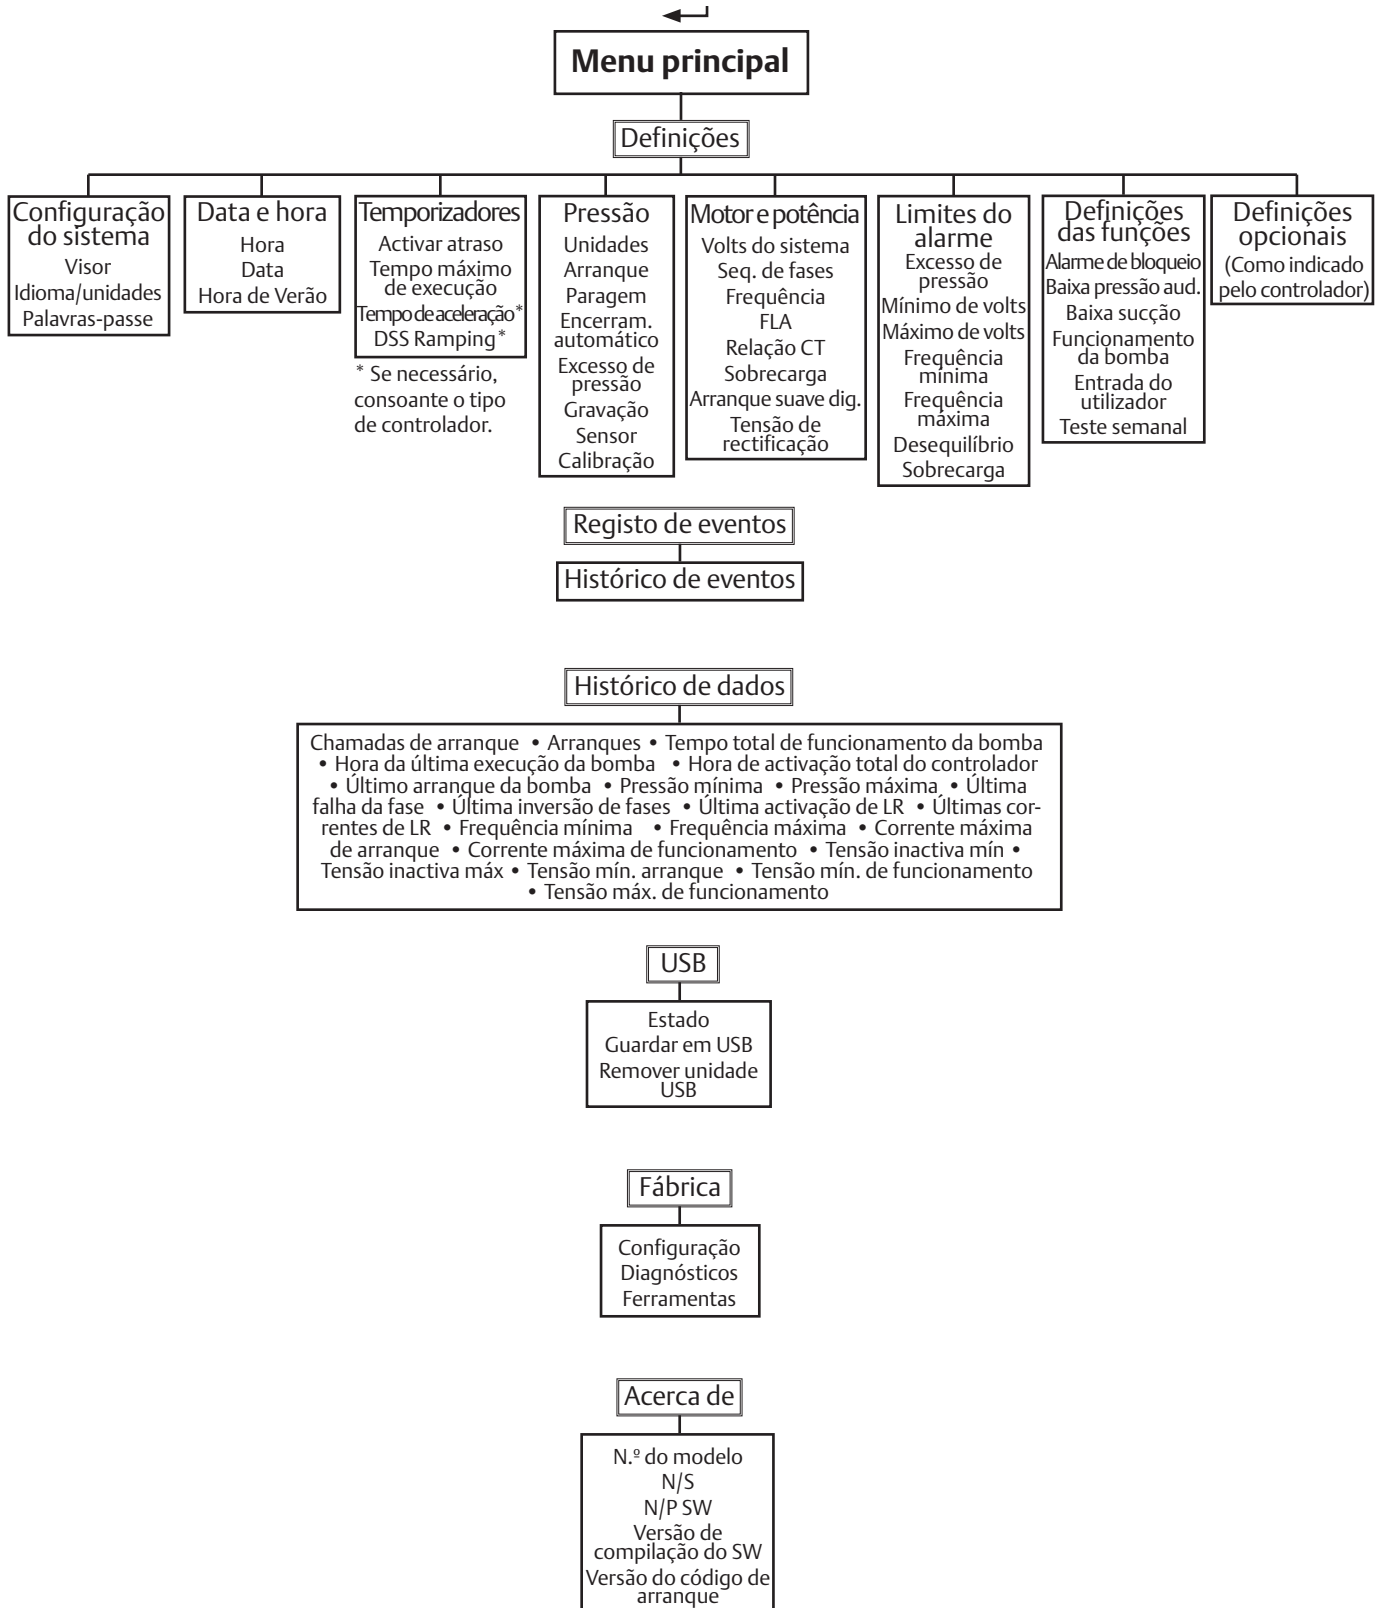 Menu principal
Definições
Configuração
do sistema
Visor
Idioma/unidades
Palavras-passe
Data e hora
Hora
Data
Hora de Verão
Temporizadores
Activar atraso
Tempo máximo
de execução
Tempo de aceleração*
DSS Ramping*
* Se necessário,
consoante o tipo
de controlador.
Pressão
Unidades
Arranque
Paragem
Encerram.
automático
Excesso de
pressão
Gravação
Sensor
Calibração
Motor e potência
Volts do sistema
Seq. de fases
Frequência
FLA
Relação CT
Sobrecarga
Arranque suave dig.
Tensão de
rectificação
Limites do
alarme
Excesso de
pressão
Mínimo de volts
Máximo de volts
Frequência
mínima
Frequência
máxima
Desequilíbrio
Sobrecarga
Definições
das funções
Alarme de bloqueio
Baixa pressão aud.
Baixa sucção
Funcionamento
da bomba
Entrada do
utilizador
Teste semanal
Definições
opcionais
(Como indicado
pelo controlador)
Registo de eventos
Histórico de eventos
Histórico de dados
Chamadas de arranque • Arranques • Tempo total de funcionamento da bomba
• Hora da última execução da bomba • Hora de activação total do controlador
• Último arranque da bomba • Pressão mínima • Pressão máxima • Última
falha da fase • Última inversão de fases • Última activação de LR • Últimas cor-
rentes de LR • Frequência mínima • Frequência máxima • Corrente máxima
de arranque • Corrente máxima de funcionamento • Tensão inactiva mín •
Tensão inactiva máx • Tensão mín. arranque • Tensão mín. de funcionamento
• Tensão máx. de funcionamento
USB
Estado
Guardar em USB
Remover unidade
USB
Fábrica
Configuração
Diagnósticos
Ferramentas
Acerca de
N.º do modelo
N/S
N/P SW
Versão de
compilação do SW
Versão do código de
arranque